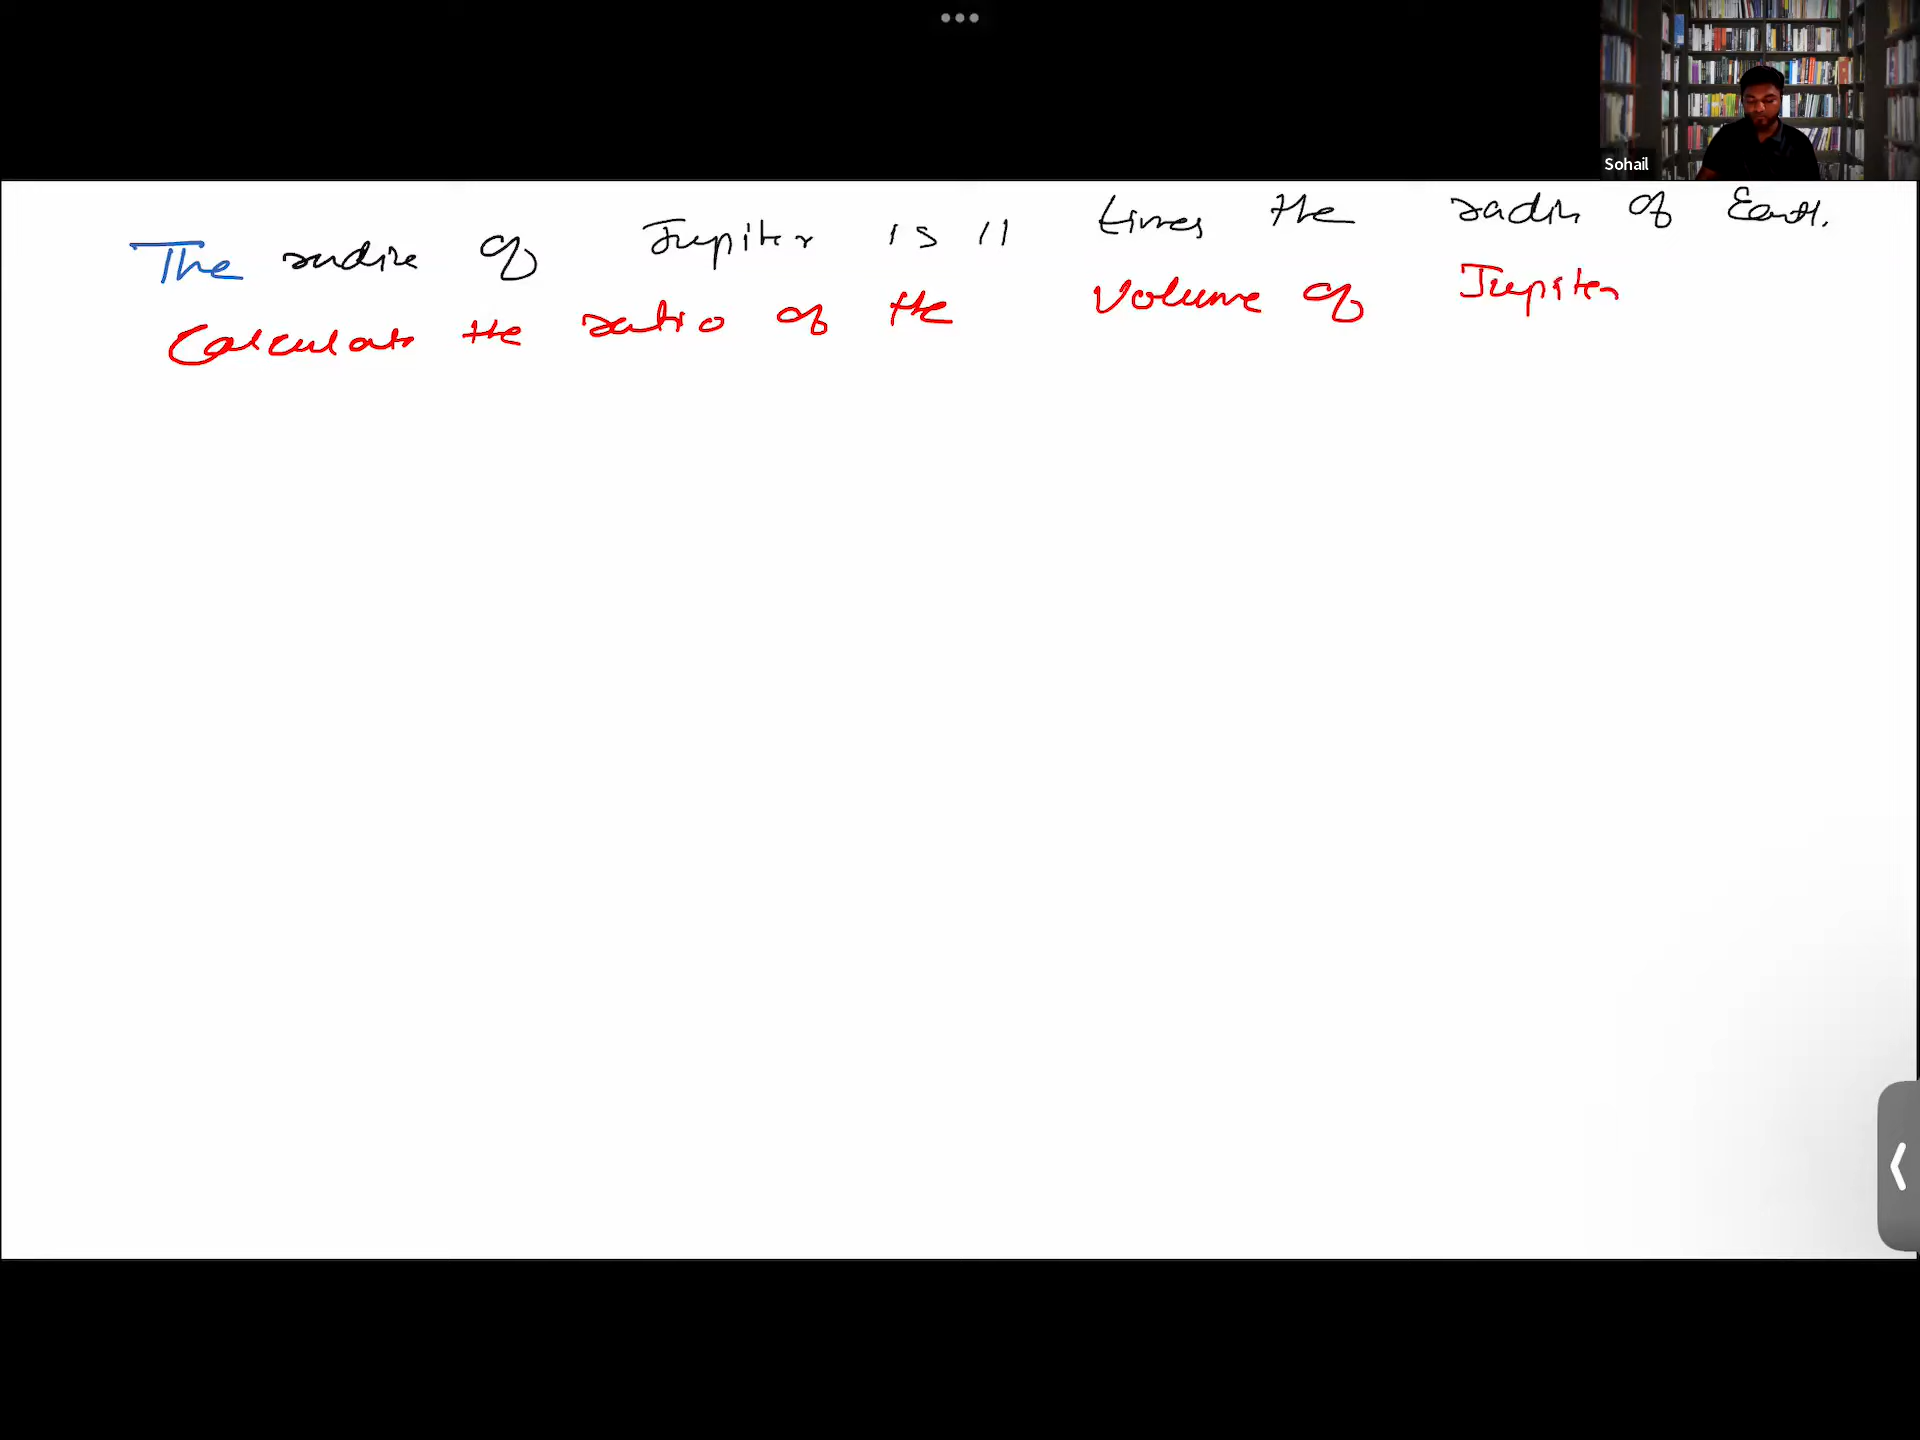 Sohail
The radius of Jupiter is 11 times the radius of Earth.
Calculate the ratio of the Volume of Jupiter